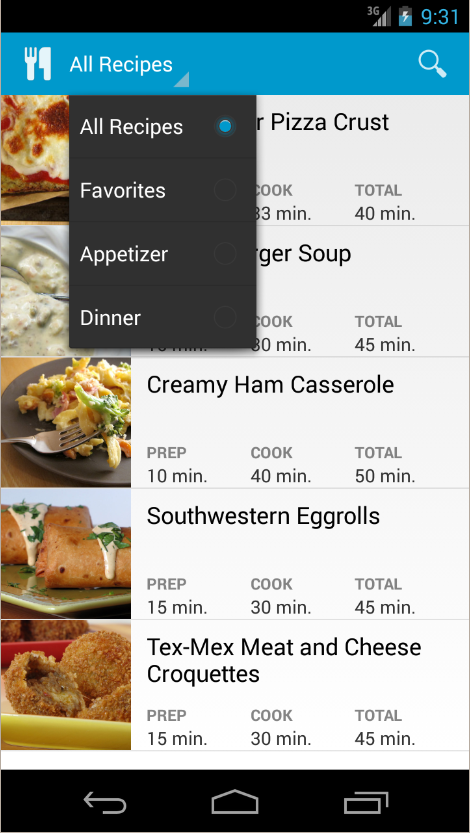 3G 9:31
All Recipes
All Recipes
r Pizza Crust
COOK TOTAL
33 min. 40 min.
Favorites
Appetizer
rger Soup
Dinner
COOK TOTAL
30 min. 45 min.
Creamy Ham Casserole
PREP COOK TOTAL
10 min. 40 min. 50 min.
Southwestern Eggrolls
PREP COOK TOTAL
15 min. 30 min. 45 min.
Tex-Mex Meat and Cheese
Croquettes
PREP COOK TOTAL
15 min. 30 min. 45 min.